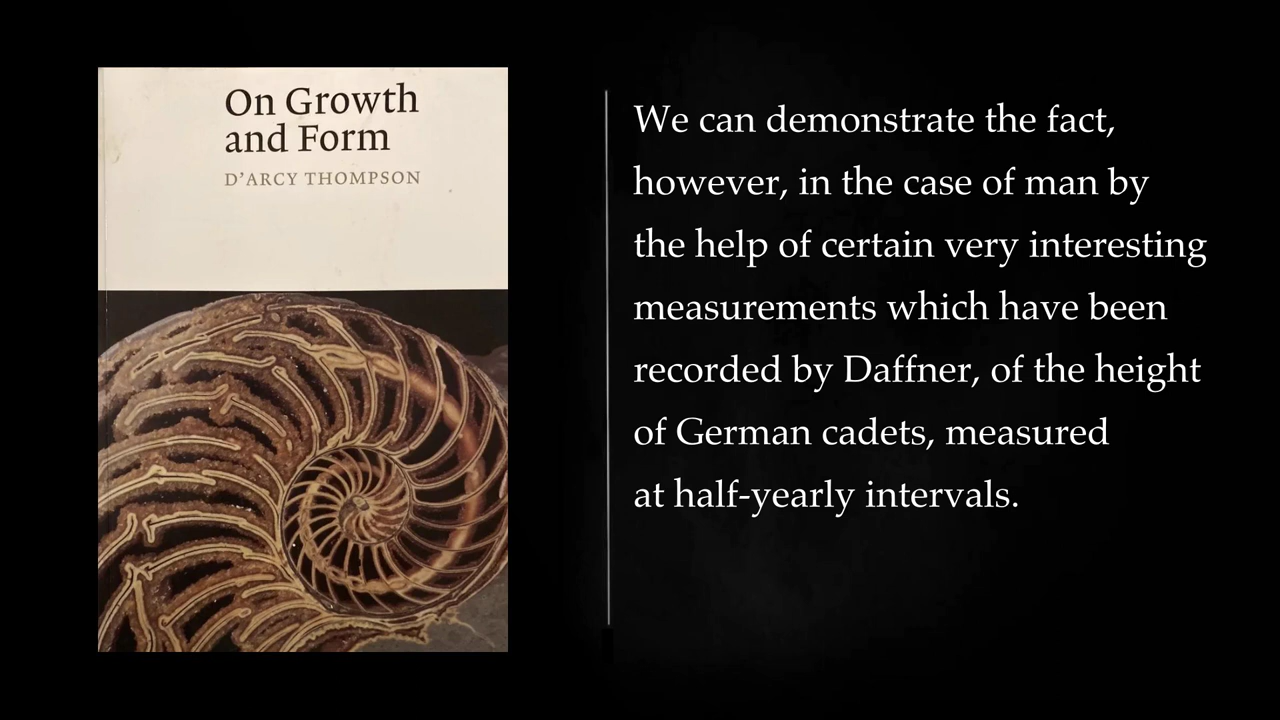 On Growth
and Form
D'ARCY THOMPSON
We can demonstrate the fact,
however, in the case of man by
the help of certain very interesting
measurements which have been
recorded by Daffner, of the height
of German cadets, measured
at half-yearly intervals.